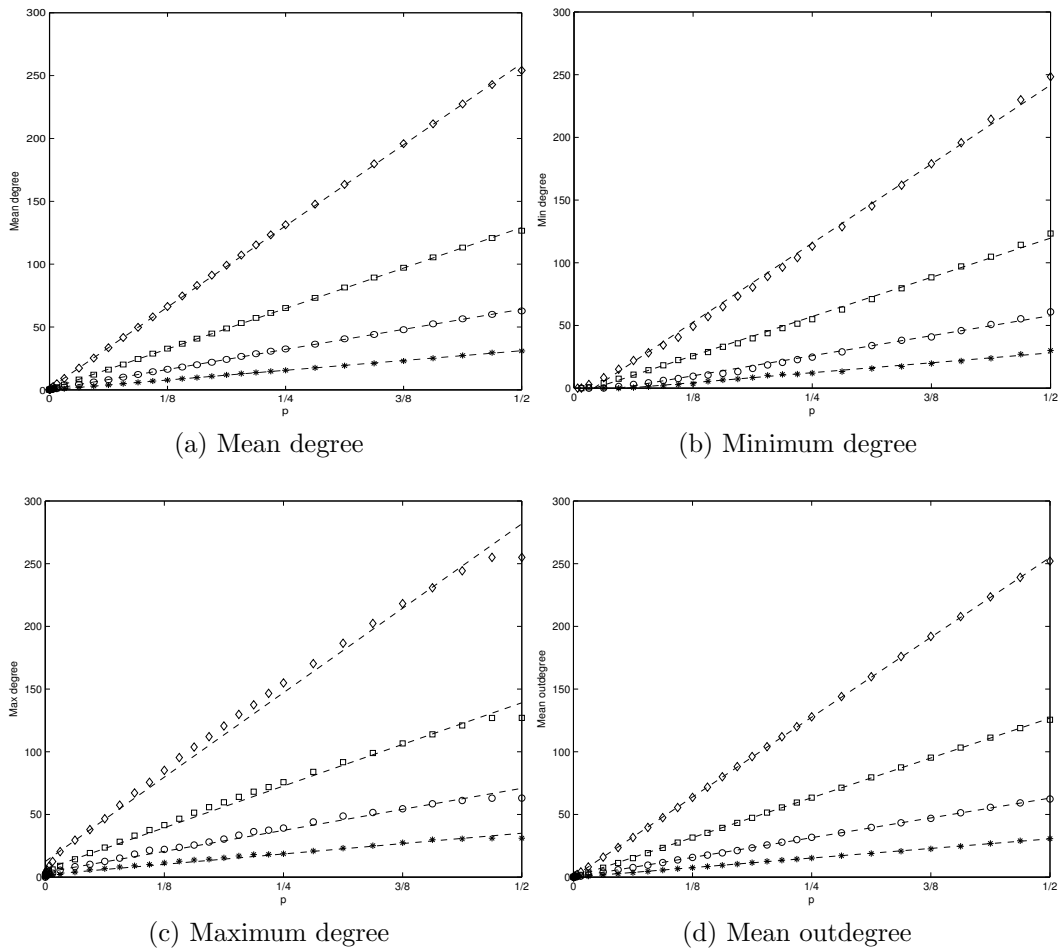 300
250
200
150
100
50
0
Mean degree
0 1/8 1/4 3/8 1/2
p
(a) Mean degree
300
250
200
150
100
50
0
Min degree
0 1/8 1/4 3/8 1/2
p
(b) Minimum degree
300
250
200
150
100
50
0
Max degree
0 1/8 1/4 3/8 1/2
p
(c) Maximum degree
300
250
200
150
100
50
0
Mean outdegree
0 1/8 1/4 3/8 1/2
p
(d) Mean outdegree